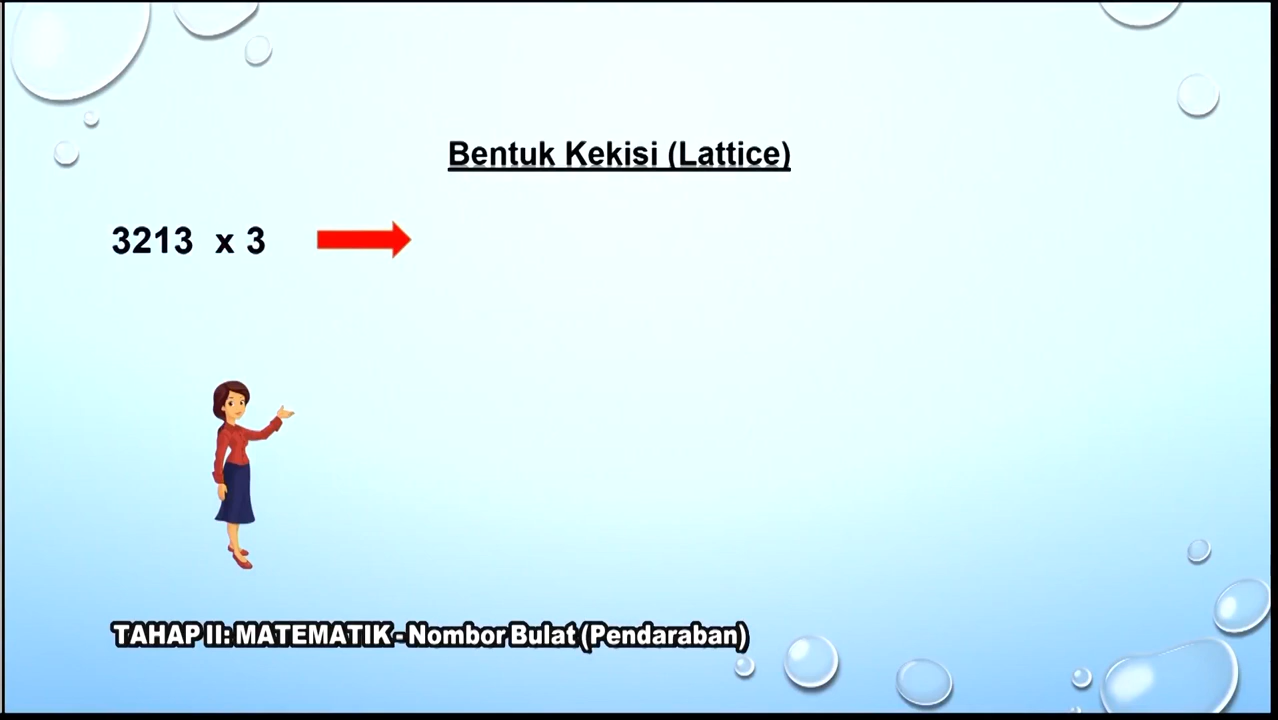 Bentuk Kekisi (Lattice)
3213 x 3
TAHAP II: MATEMATIK - Nombor Bulat (Pendaraban)